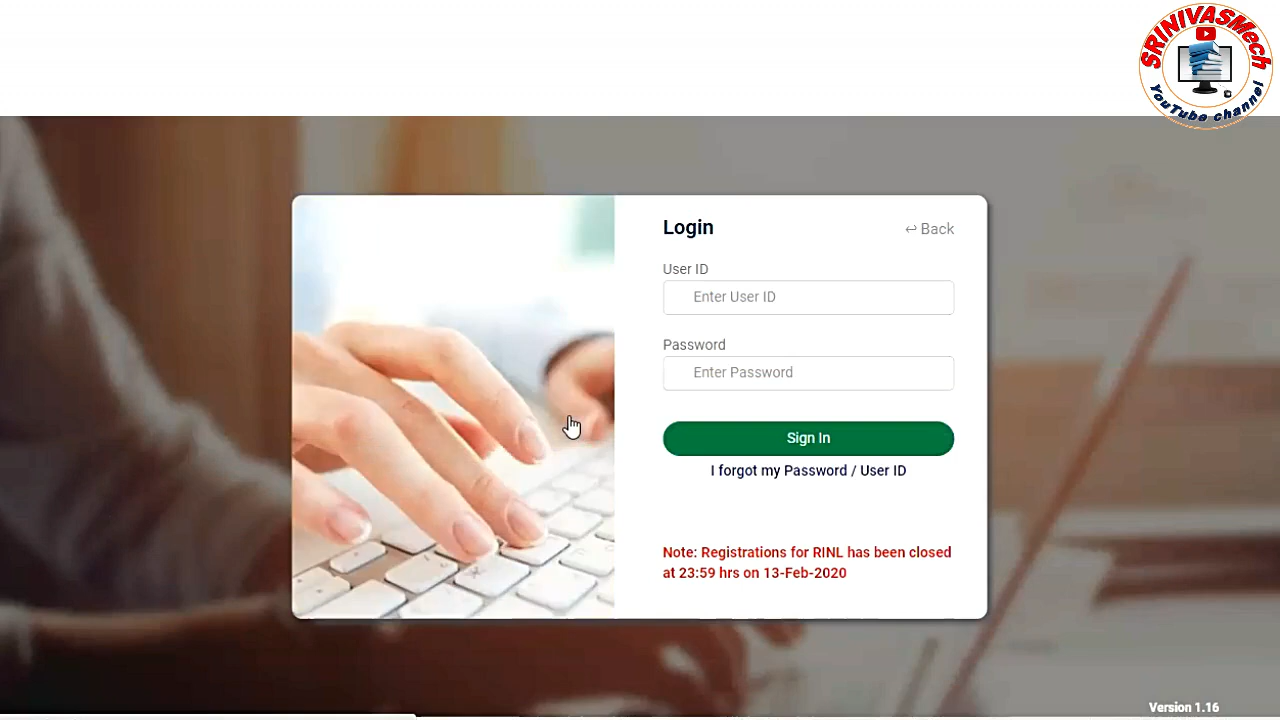 SRINIVASMech
YouTube channel
Login
↩ Back
User ID
Enter User ID
Password
Enter Password
Sign In
I forgot my Password / User ID
Note: Registrations for RINL has been closed
at 23:59 hrs on 13-Feb-2020
Version 1.16